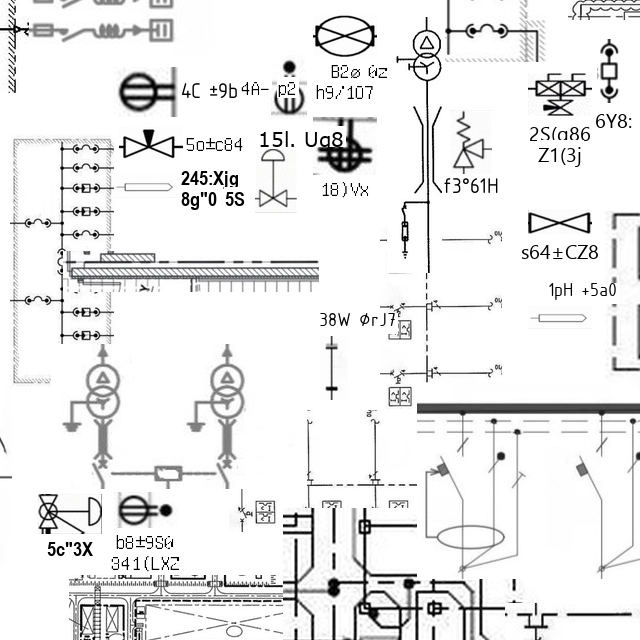 B2ø 0z
h9/'107
4C ±9b
4A- p2
6Y8:
2S(α86
Z1(3j
5o±c84
15l. Ug8
245:Xjg
8g"0 5S
18)Vx
f3°61H
s64±CZ8
1pH +5a0
38W ØrJ7
5c"3X
b8±9S0
341(LXZ